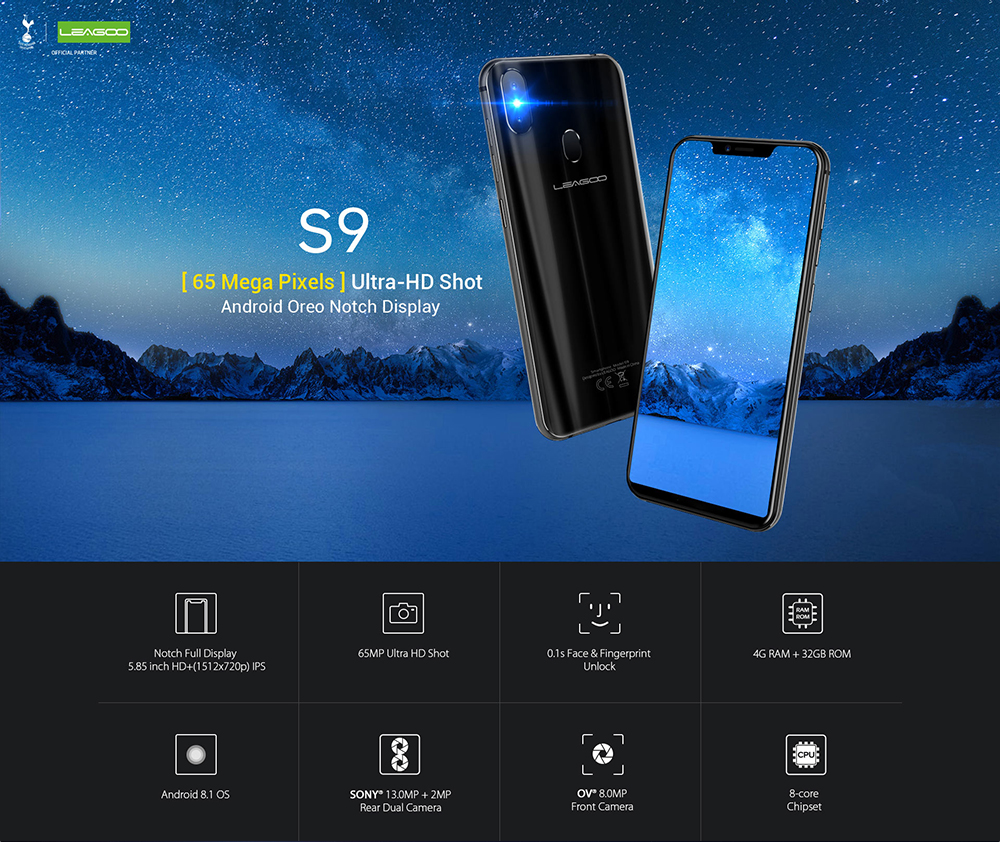 LEAGOO
OFFICIAL PARTNER
LEAGOO
S9
[ 65 Mega Pixels ] Ultra-HD Shot
Android Oreo Notch Display
Notch Full Display
5.85 inch HD+(1512x720p) IPS
65MP Ultra HD Shot
0.1s Face & Fingerprint
Unlock
RAM
ROM
4G RAM + 32GB ROM
Android 8.1 OS
SONY® 13.0MP + 2MP
Rear Dual Camera
OV® 8.0MP
Front Camera
CPU
8-core
Chipset